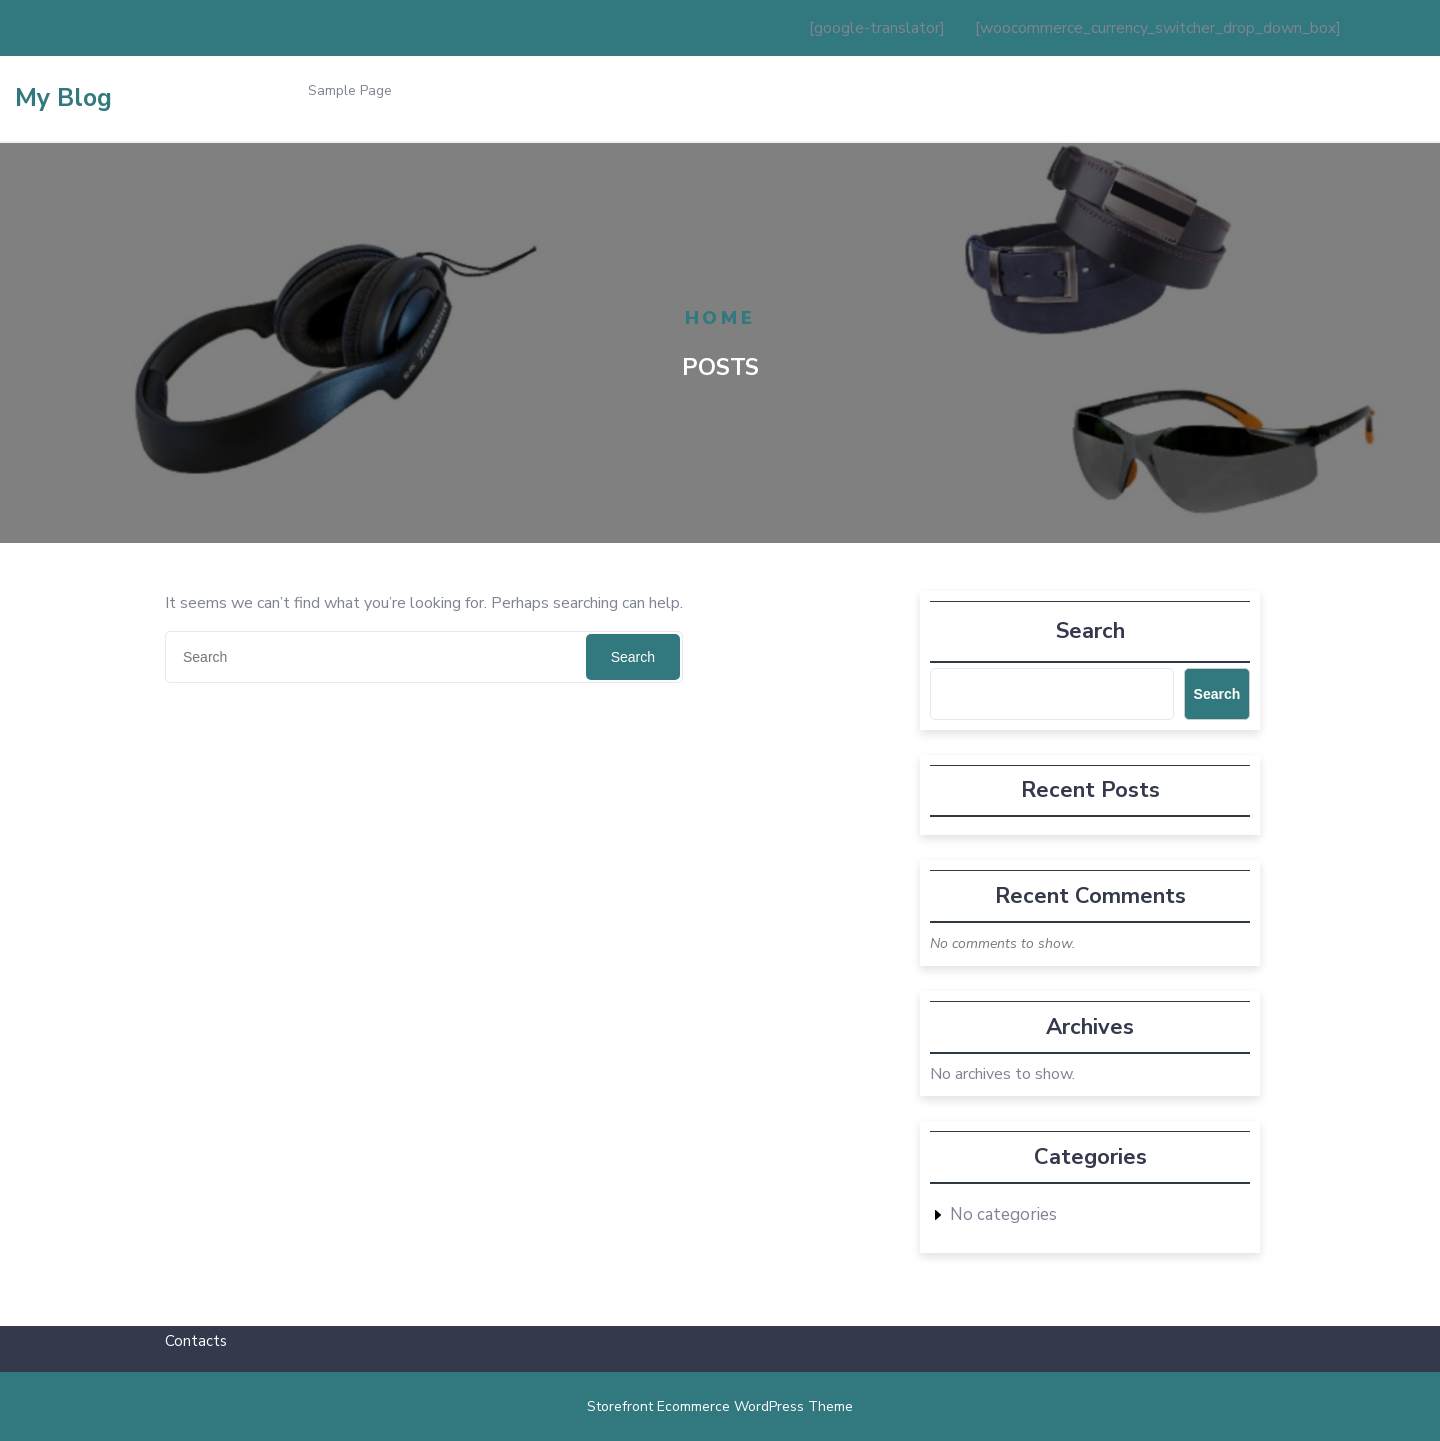 [google-translator] [woocommerce_currency_switcher_drop_down_box]
My Blog
Sample Page
HOME
POSTS
It seems we can’t find what you’re looking for. Perhaps searching can help.
Search
Search
Search
Search
Recent Posts
Recent Comments
No comments to show.
Archives
No archives to show.
Categories
No categories
Contacts
Storefront Ecommerce WordPress Theme